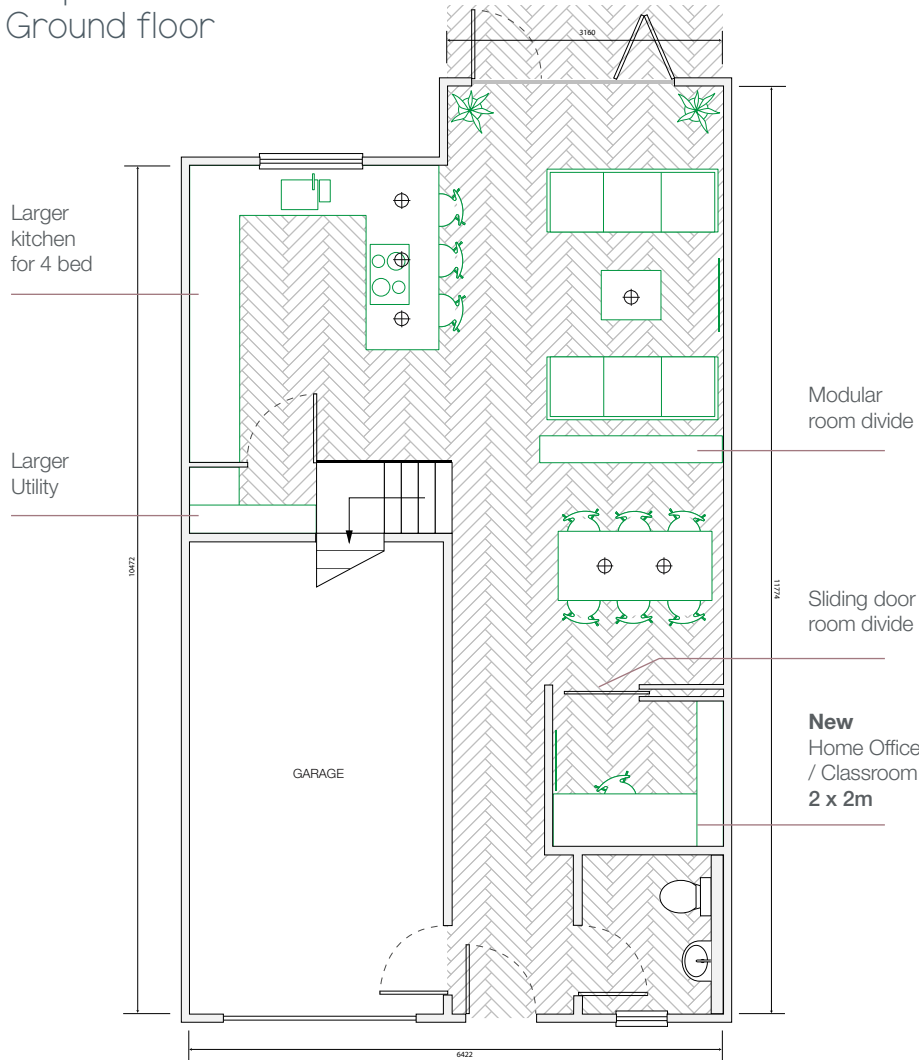 Ground floor
3160
Larger
kitchen
for 4 bed
Modular
room divide
Larger
Utility
10472
11774
Sliding door
room divide
New
Home Office
/ Classroom
2 x 2m
GARAGE
6422